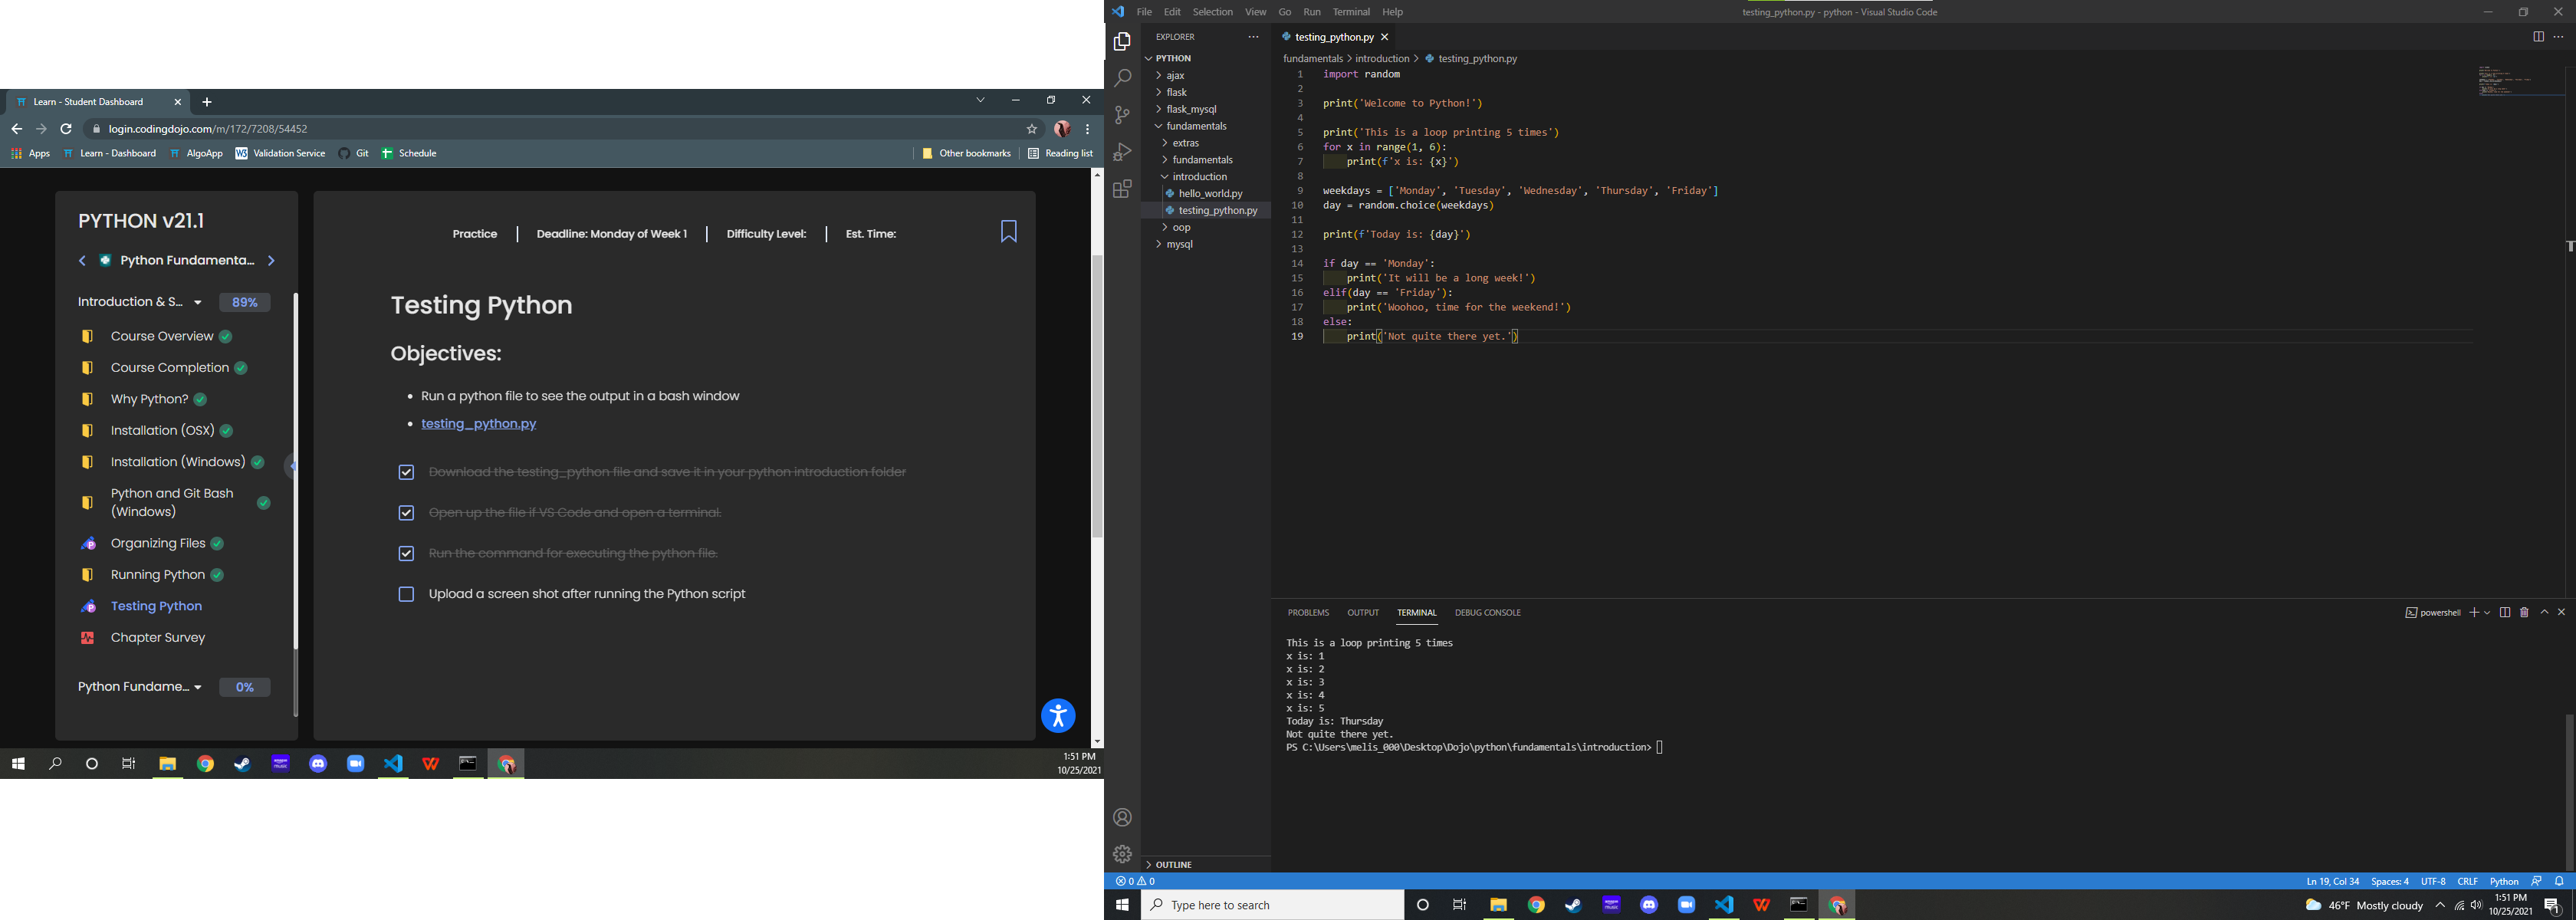 Learn - Student Dashboard
login.codingdojo.com/m/172/7208/54452
Apps
Learn - Dashboard
AlgoApp
W3
Validation Service
Git
Schedule
Other bookmarks
Reading list
PYTHON v21.1
Python Fundamenta...
Introduction & S...
89%
Course Overview
Course Completion
Why Python?
Installation (OSX)
Installation (Windows)
Python and Git Bash
(Windows)
Organizing Files
Running Python
Testing Python
Chapter Survey
Python Fundame...
0%
Practice
Deadline: Monday of Week 1
Difficulty Level:
Est. Time:
Testing Python
Objectives:
Run a python file to see the output in a bash window
testing_python.py
Download the testing_python file and save it in your python introduction folder
Open up the file if VS Code and open a terminal.
Run the command for executing the python file.
Upload a screen shot after running the Python script
1:51 PM
10/25/2021
File Edit Selection View Go Run Terminal Help
testing_python.py - python - Visual Studio Code
EXPLORER
PYTHON
ajax
flask
flask_mysql
fundamentals
extras
fundamentals
introduction
hello_world.py
testing_python.py
oop
mysql
OUTLINE
testing_python.py
fundamentals > introduction > testing_python.py
1 import random
2
3 print('Welcome to Python!')
4
5 print('This is a loop printing 5 times')
6 for x in range(1, 6):
7     print(f'x is: {x}')
8
9 weekdays = ['Monday', 'Tuesday', 'Wednesday', 'Thursday', 'Friday']
10 day = random.choice(weekdays)
11
12 print(f'Today is: {day}')
13
14 if day == 'Monday':
15     print('It will be a long week!')
16 elif(day == 'Friday'):
17     print('Woohoo, time for the weekend!')
18 else:
19     print('Not quite there yet.')
PROBLEMS OUTPUT TERMINAL DEBUG CONSOLE
powershell
This is a loop printing 5 times
x is: 1
x is: 2
x is: 3
x is: 4
x is: 5
Today is: Thursday
Not quite there yet.
PS C:\Users\melis_000\Desktop\Dojo\python\fundamentals\introduction>
0 0
Ln 19, Col 34 Spaces: 4 UTF-8 CRLF Python
Type here to search
46°F Mostly cloudy
1:51 PM
10/25/2021
1